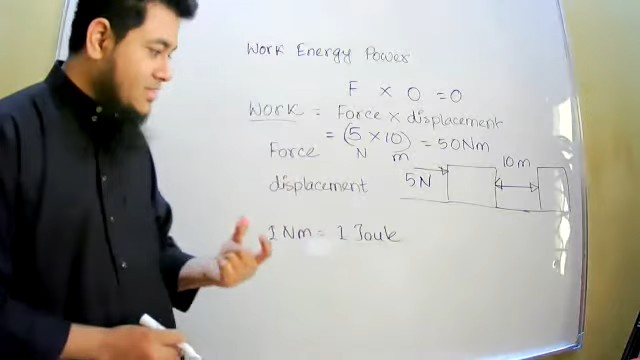 Work Energy Power
F × 0 = 0
Work = Force × displacement
= (5 × 10) = 50Nm
N m
Force
10m
5N
displacement
1 Nm = 1 Joule